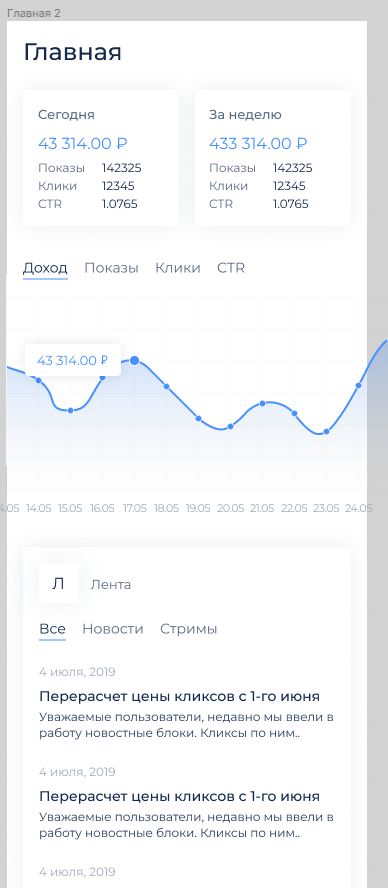 Главная 2
Главная
Сегодня
43 314.00 ₽
Показы 142325
Клики 12345
CTR 1.0765
За неделю
433 314.00 ₽
Показы 142325
Клики 12345
CTR 1.0765
Доход Показы Клики CTR
43 314.00 ₽
14.05 15.05 16.05 17.05 18.05 19.05 20.05 21.05 22.05 23.05 24.05
Л Лента
Все Новости Стримы
4 июля, 2019
Перерасчет цены кликсов с 1-го июня
Уважаемые пользователи, недавно мы ввели в
работу новостные блоки. Кликсы по ним..
4 июля, 2019
Перерасчет цены кликсов с 1-го июня
Уважаемые пользователи, недавно мы ввели в
работу новостные блоки. Кликсы по ним..
4 июля, 2019